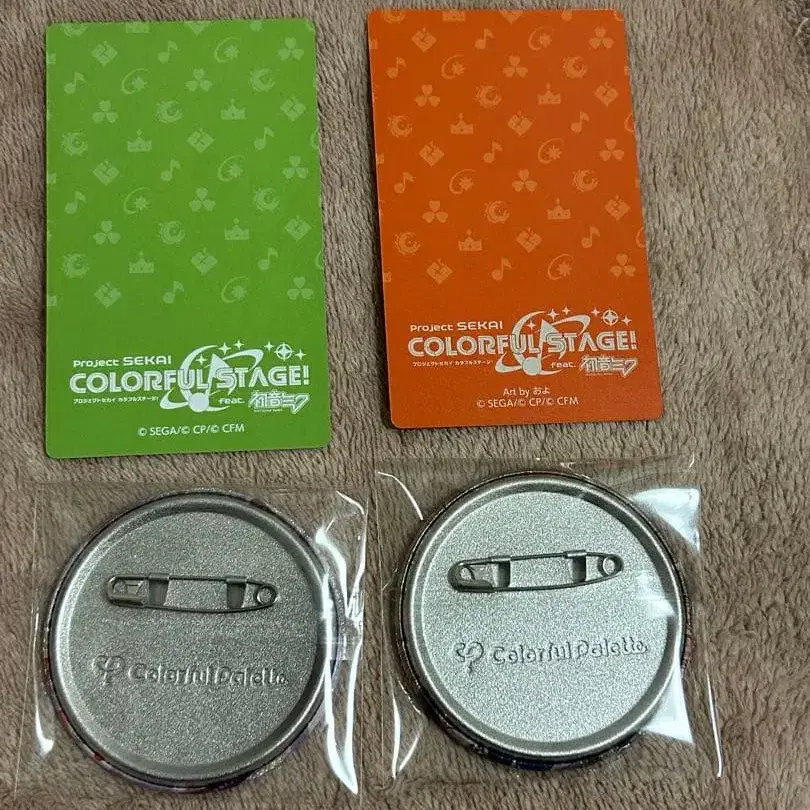 Project SEKAI
COLORFUL STAGE!
プロジェクトセカイ カラフルステージ!
feat. 初音ミク
© SEGA/© CP/© CFM
Project SEKAI
COLORFUL STAGE!
プロジェクトセカイ カラフルステージ!
feat. 初音ミク
Art by およ
© SEGA/© CP/© CFM
Colorful Palette
Colorful Palette